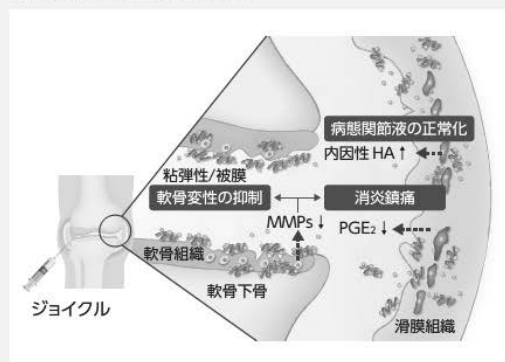 病態関節液の正常化
内因性HA↑
粘弾性/被膜
軟骨変性の抑制
消炎鎮痛
MMPs↓
PGE₂↓
軟骨組織
軟骨下骨
ジョイクル
滑膜組織